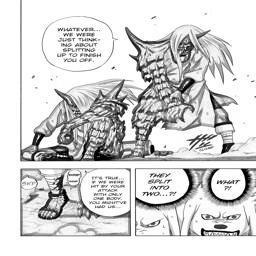 WHATEVER...
WE WERE
JUST THINK-
ING ABOUT
SPLITTING
UP TO FINISH
YOU OFF.
IT'S TRUE...
IF WE WERE
HIT BY YOUR
ATTACK
WITH ONLY
ONE BODY,
YOU MIGHT'VE
HAD US...
THEY
SPLIT
INTO
TWO...?!
WHAT
?!